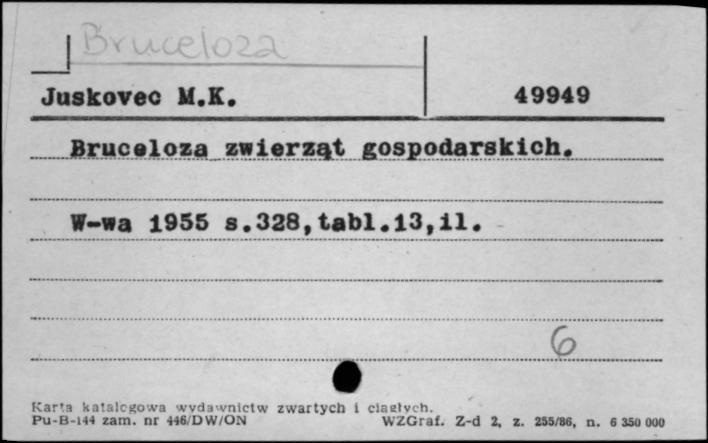 Bruceloza
Juskovec M.K. 49949
Bruceloza zwierząt gospodarskich.
W-wa 1955 s.328,tabl.13,il.
6
Karta katalogowa wydawnictw zwartych i ciągłych.
Pu-B-144 zam. nr 446/DW/ON WZGraf. Z-d 2, z. 255/86, n. 6 350 000